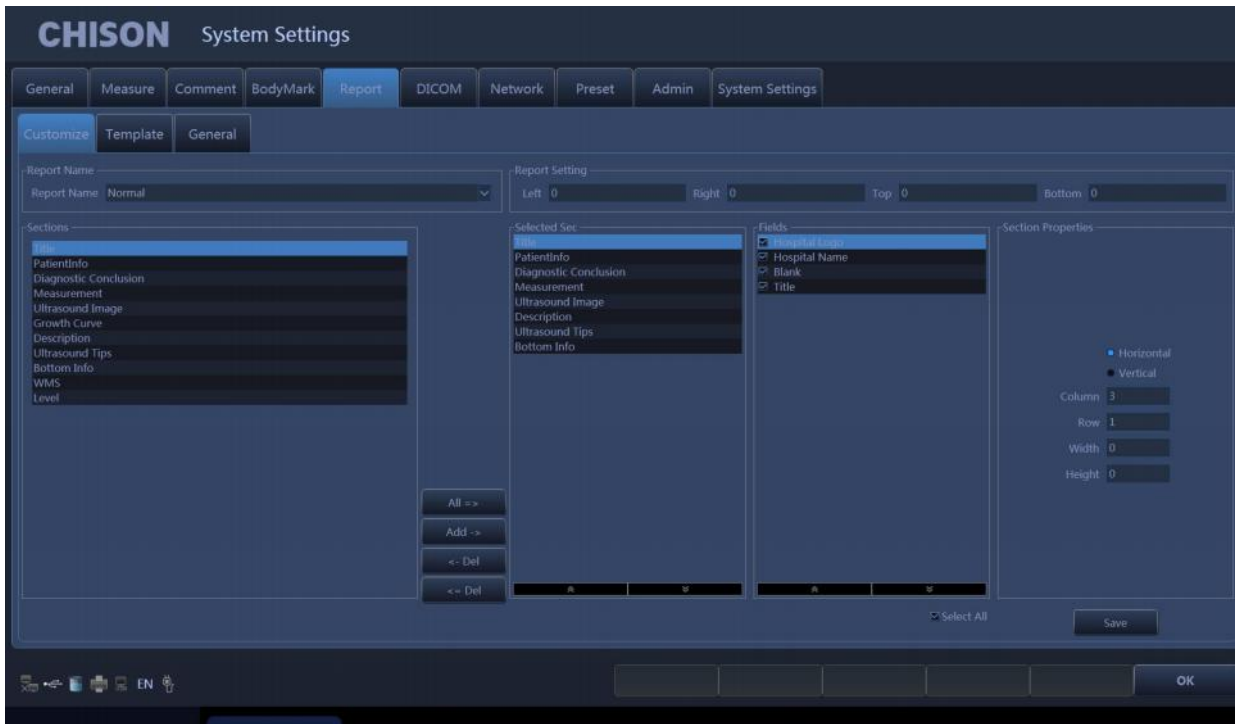 CHISON System Settings
General Measure Comment BodyMark Report DICOM Network Preset Admin System Settings
Customize Template General
Report Name
Report Name Normal
Report Setting
Left 0 Right 0 Top 0 Bottom 0
Sections
Title
PatientInfo
Diagnostic Conclusion
Measurement
Ultrasound Image
Growth Curve
Description
Ultrasound Tips
Bottom Info
WMS
Level
All =>
Add ->
<- Del
<= Del
Selected Sec
Title
PatientInfo
Diagnostic Conclusion
Measurement
Ultrasound Image
Description
Ultrasound Tips
Bottom Info
Fields
Hospital Logo
Hospital Name
Blank
Title
Section Properties
Horizontal
Vertical
Column 3
Row 1
Width 0
Height 0
Select All
Save
EN
OK